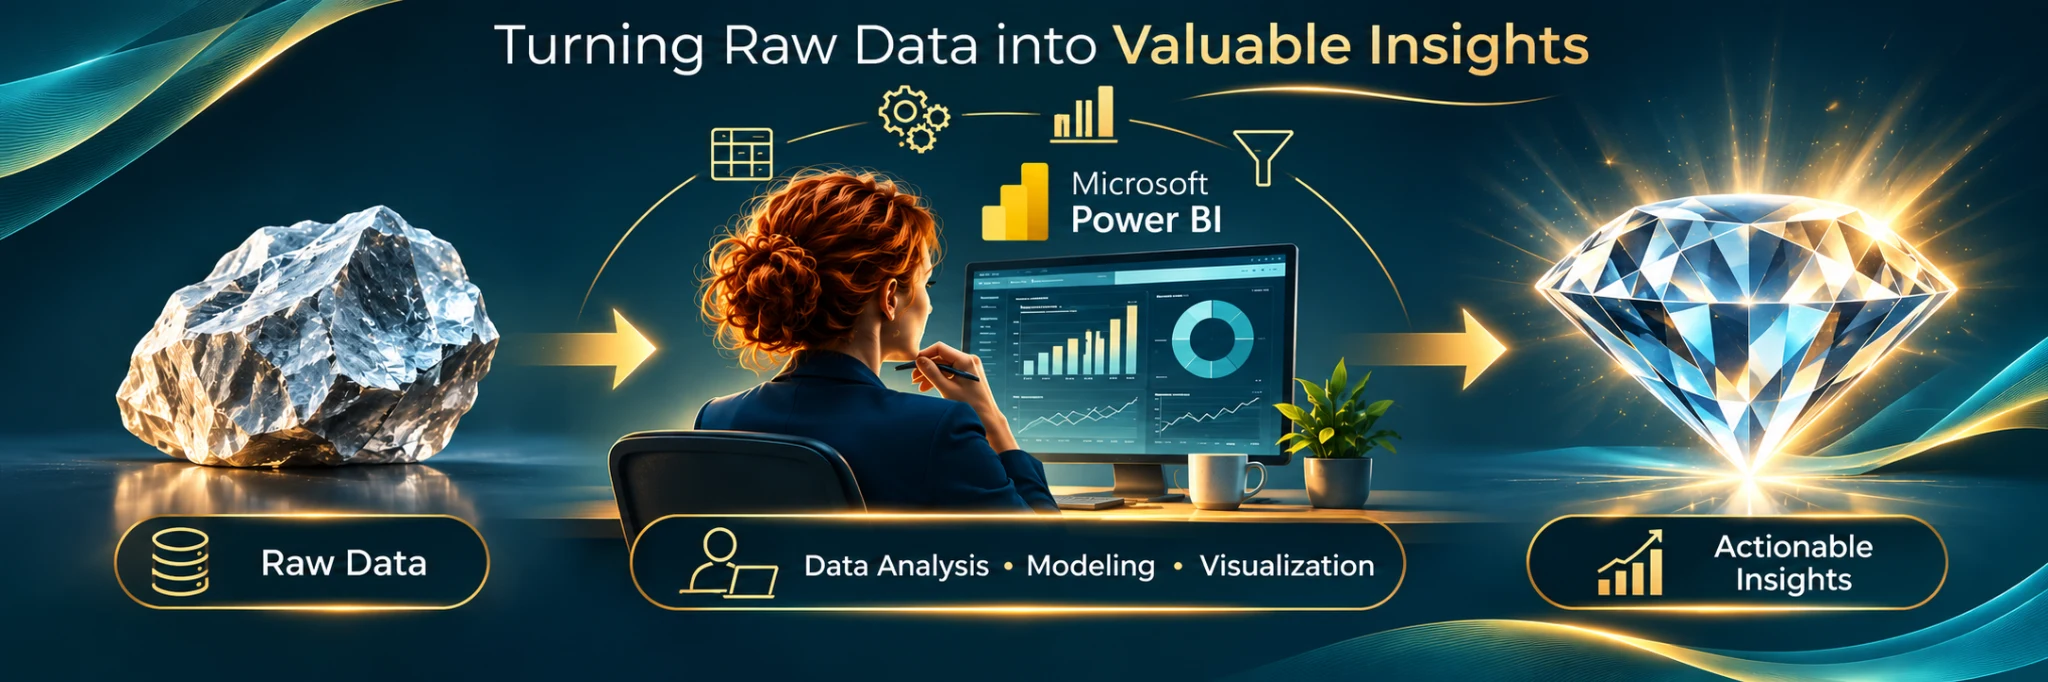 Turning Raw Data into Valuable Insights
Microsoft
Power BI
Raw Data
Data Analysis • Modeling • Visualization
Actionable
Insights